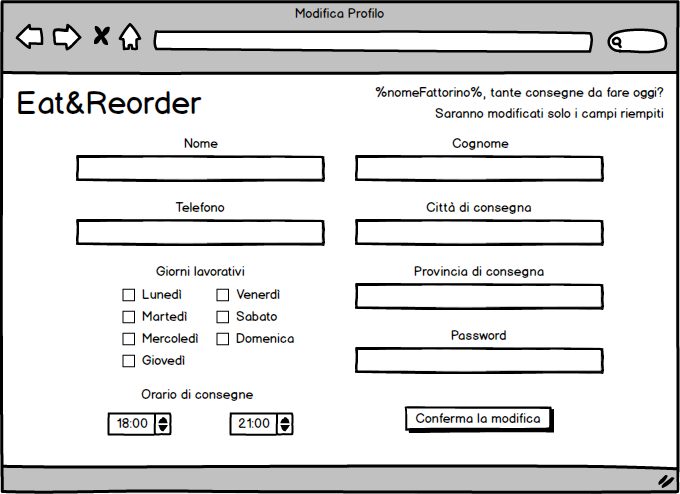 Modifica Profilo
Eat&Reorder
%nomeFattorino%, tante consegne da fare oggi?
Saranno modificati solo i campi riempiti
Nome
Cognome
Telefono
Città di consegna
Giorni lavorativi
Provincia di consegna
Lunedì
Venerdì
Martedì
Sabato
Mercoledì
Domenica
Giovedì
Password
Orario di consegne
18:00
21:00
Conferma la modifica